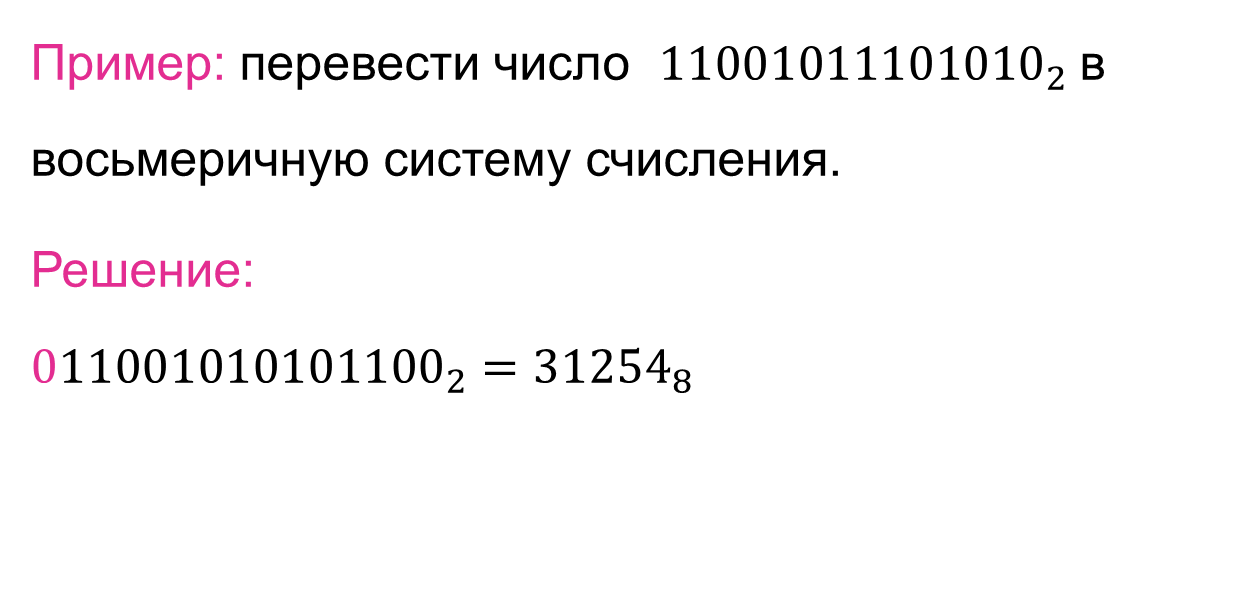 Пример: перевести число 11001011101010₂ в
восьмеричную систему счисления.
Решение:
011001010101100₂ = 31254₈